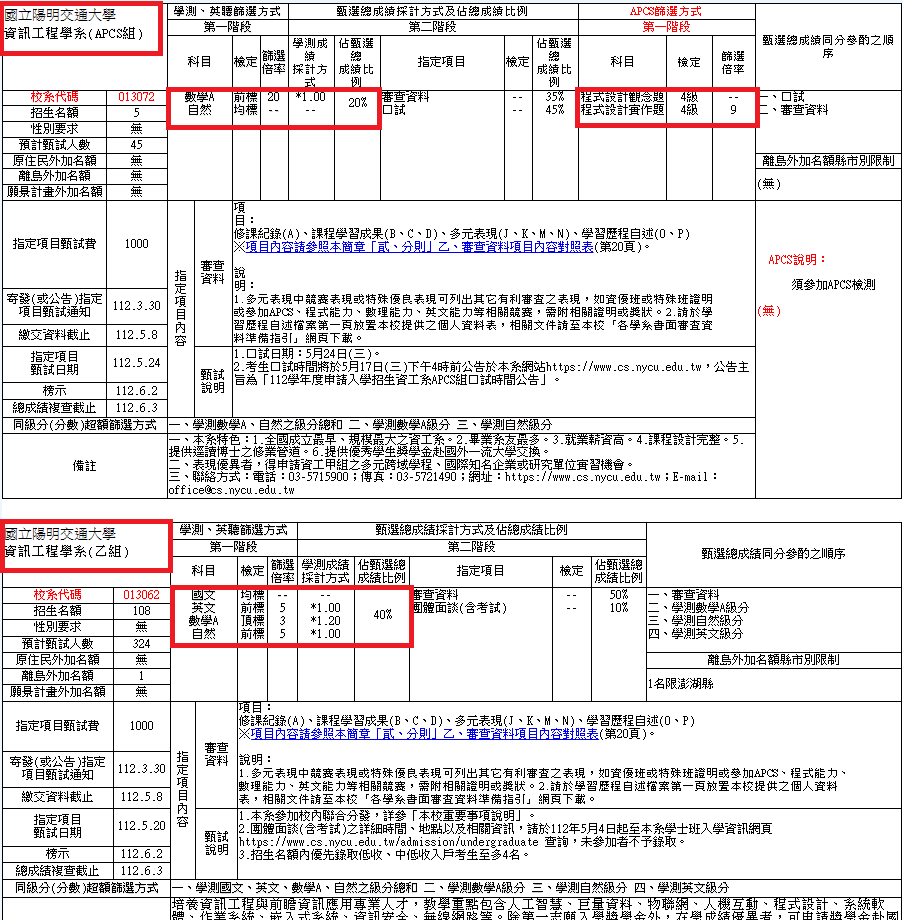 國立陽明交通大學
資訊工程學系(APCS組)
學測、英聽篩選方式 甄選總成績採計方式及佔總成績比例 APCS篩選方式 甄選總成績同分參酌之順序
第一階段 第二階段 第一階段
科目 檢定 篩選倍率 學測成績採計方式 佔甄選總成績比例 指定項目 檢定 佔甄選總成績比例 科目 檢定 篩選倍率
校系代碼 013072 數學A 前標 20 *1.00 20% 審查資料 -- 35% 程式設計觀念題 4級 -- 一、口試
招生名額 5 自然 均標 -- -- 口試 -- 45% 程式設計實作題 4級 9 二、審查資料
性別要求 無
預計甄試人數 45
原住民外加名額 無 離島外加名額縣市別限制
離島外加名額 無
願景計畫外加名額 無 (無)
指定項目甄試費 1000
寄發(或公告)指定項目甄試通知 112.3.30
繳交資料截止 112.5.8
指定項目甄試日期 112.5.24
榜示 112.6.2
總成績複查截止 112.6.3
指定項目內容
審查資料
項
目:
修課紀錄(A)、課程學習成果(B、C、D)、多元表現(J、K、M、N)、學習歷程自述(O、P)
※項目內容請參照本簡章「貳、分則」乙、審查資料項目內容對照表(第20頁)。
說
明:
1.多元表現中競賽表現或特殊優良表現可列出其它有利審查之表現，如資優班或特殊班證明
或參加APCS、程式能力、數理能力、英文能力等相關競賽，需附相關證明或獎狀。2.請於學
習歷程自述檔案第一頁放置本校提供之個人資料表，相關文件請至本校「各學系書面審查資
料準備指引」網頁下載。
甄試說明
1.口試日期：5月24日(三)。
2.考生口試時間將於5月17日(三)下午4時前公告於本系網站https://www.cs.nycu.edu.tw，公告主
旨為「112學年度申請入學招生資工系APCS組口試時間公告」。
APCS說明：
須參加APCS檢測
(無)
同級分(分數)超額篩選方式 一、學測數學A、自然之級分總和 二、學測數學A級分 三、學測自然級分
備註
一、本系特色：1.全國成立最早、規模最大之資工系。2.畢業系友最多。3.就業薪資高。4.課程設計完整。5.
提供逕讀博士之修業管道。6.提供優秀學生獎學金赴國外一流大學交換。
二、表現優異者，得申請資工甲組之多元跨域學程、國際知名企業或研究單位實習機會。
三、聯絡方式：電話：03-5715900；傳真：03-5721490；網址：https://www.cs.nycu.edu.tw；E-mail：
office@cs.nycu.edu.tw
國立陽明交通大學
資訊工程學系(乙組)
學測、英聽篩選方式 甄選總成績採計方式及佔總成績比例 甄選總成績同分參酌之順序
第一階段 第二階段
科目 檢定 篩選倍率 學測成績採計方式 佔甄選總成績比例 指定項目 檢定 佔甄選總成績比例
校系代碼 013062 國文 均標 -- -- 40% 審查資料 -- 50% 一、審查資料
招生名額 108 英文 前標 5 *1.00 團體面談(含考試) -- 10% 二、學測數學A級分
性別要求 無 數學A 頂標 3 *1.20 三、學測自然級分
預計甄試人數 324 自然 前標 5 *1.00 四、學測英文級分
原住民外加名額 無 離島外加名額縣市別限制
離島外加名額 1
願景計畫外加名額 無 1名限澎湖縣
指定項目甄試費 1000
寄發(或公告)指定項目甄試通知 112.3.30
繳交資料截止 112.5.8
指定項目甄試日期 112.5.20
榜示 112.6.2
總成績複查截止 112.6.3
指定項目內容
審查資料
項目：
修課紀錄(A)、課程學習成果(B、C、D)、多元表現(J、K、M、N)、學習歷程自述(O、P)
※項目內容請參照本簡章「貳、分則」乙、審查資料項目內容對照表(第20頁)。
說明：
1.多元表現中競賽表現或特殊優良表現可列出其它有利審查之表現，如資優班或特殊班證明或參加APCS、程式能力、
數理能力、英文能力等相關競賽，需附相關證明或獎狀。2.請於學習歷程自述檔案第一頁放置本校提供之個人資料
表，相關文件請至本校「各學系書面審查資料準備指引」網頁下載。
甄試說明
1.本系參加校內聯合分發，詳參「本校重要事項說明」。
2.團體面談(含考試)之詳細時間、地點以及相關資訊，請於112年5月4日起至本系學士班入學資訊網頁
https://www.cs.nycu.edu.tw/admission/undergraduate 查詢，未參加者不予錄取。
3.招生名額內優先錄取低收、中低收入戶考生至多4名。
同級分(分數)超額篩選方式 一、學測國文、英文、數學A、自然之級分總和 二、學測數學A級分 三、學測自然級分 四、學測英文級分
培養資訊工程與前瞻資訊應用專業人才，教學重點包含人工智慧、巨量資料、物聯網、人機互動、程式設計、系統軟
體、作業系統、嵌入式系統、資訊安全、無線網路等。除第一志願入學獎學金外，在學成績優異者，可申請獎學金赴國